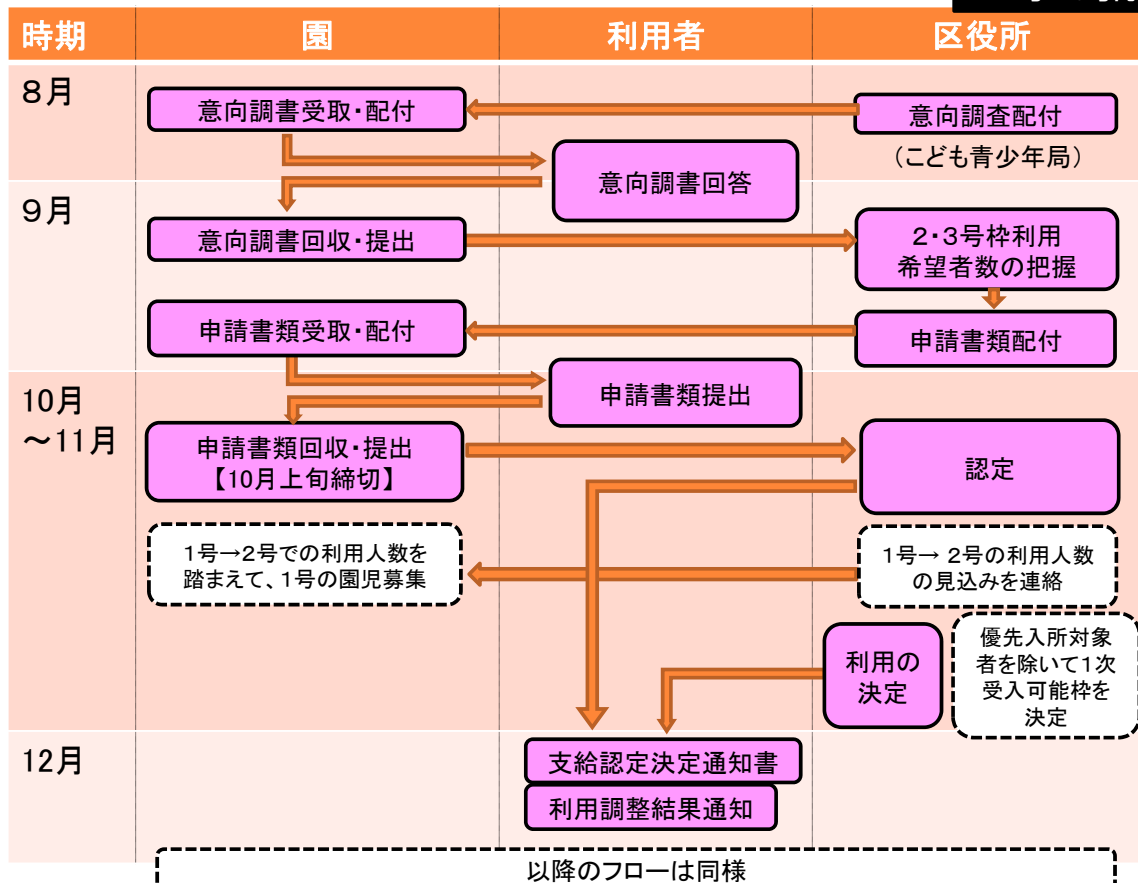 時期 園 利用者 区役所
8月
意向調書受取・配付
意向調査配付
（こども青少年局）
意向調書回答
9月
意向調書回収・提出
2・3号枠利用
希望者数の把握
申請書類受取・配付
申請書類配付
申請書類提出
10月
～11月
申請書類回収・提出
【10月上旬締切】
認定
1号→2号での利用人数を
踏まえて、1号の園児募集
1号→ 2号の利用人数
の見込みを連絡
利用の
決定
優先入所対象
者を除いて1次
受入可能枠を
決定
12月
支給認定決定通知書
利用調整結果通知
以降のフローは同様